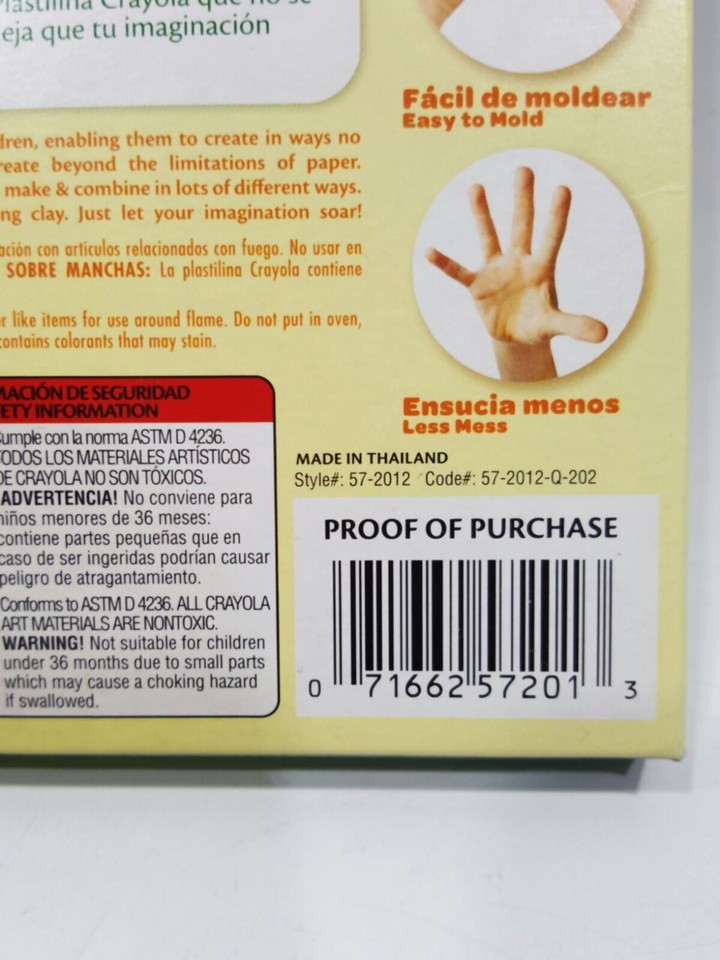 Plastilina Crayola que no se
eja que tu imaginación
Fácil de moldear
Easy to Mold
dren, enabling them to create in ways no
reate beyond the limitations of paper.
make & combine in lots of different ways.
ng clay. Just let your imagination soar!
ación con artículos relacionados con fuego. No usar en
SOBRE MANCHAS: La plastilina Crayola contiene
r like items for use around flame. Do not put in oven,
contains colorants that may stain.
Ensucia menos
Less Mess
MACIÓN DE SEGURIDAD
ETY INFORMATION
Cumple con la norma ASTM D 4236.
TODOS LOS MATERIALES ARTÍSTICOS
DE CRAYOLA NO SON TÓXICOS.
¡ADVERTENCIA! No conviene para
niños menores de 36 meses:
contiene partes pequeñas que en
caso de ser ingeridas podrían causar
peligro de atragantamiento.
Conforms to ASTM D 4236. ALL CRAYOLA
ART MATERIALS ARE NONTOXIC.
WARNING! Not suitable for children
under 36 months due to small parts
which may cause a choking hazard
if swallowed.
MADE IN THAILAND
Style#: 57-2012 Code#: 57-2012-Q-202
PROOF OF PURCHASE
0 71662 57201 3